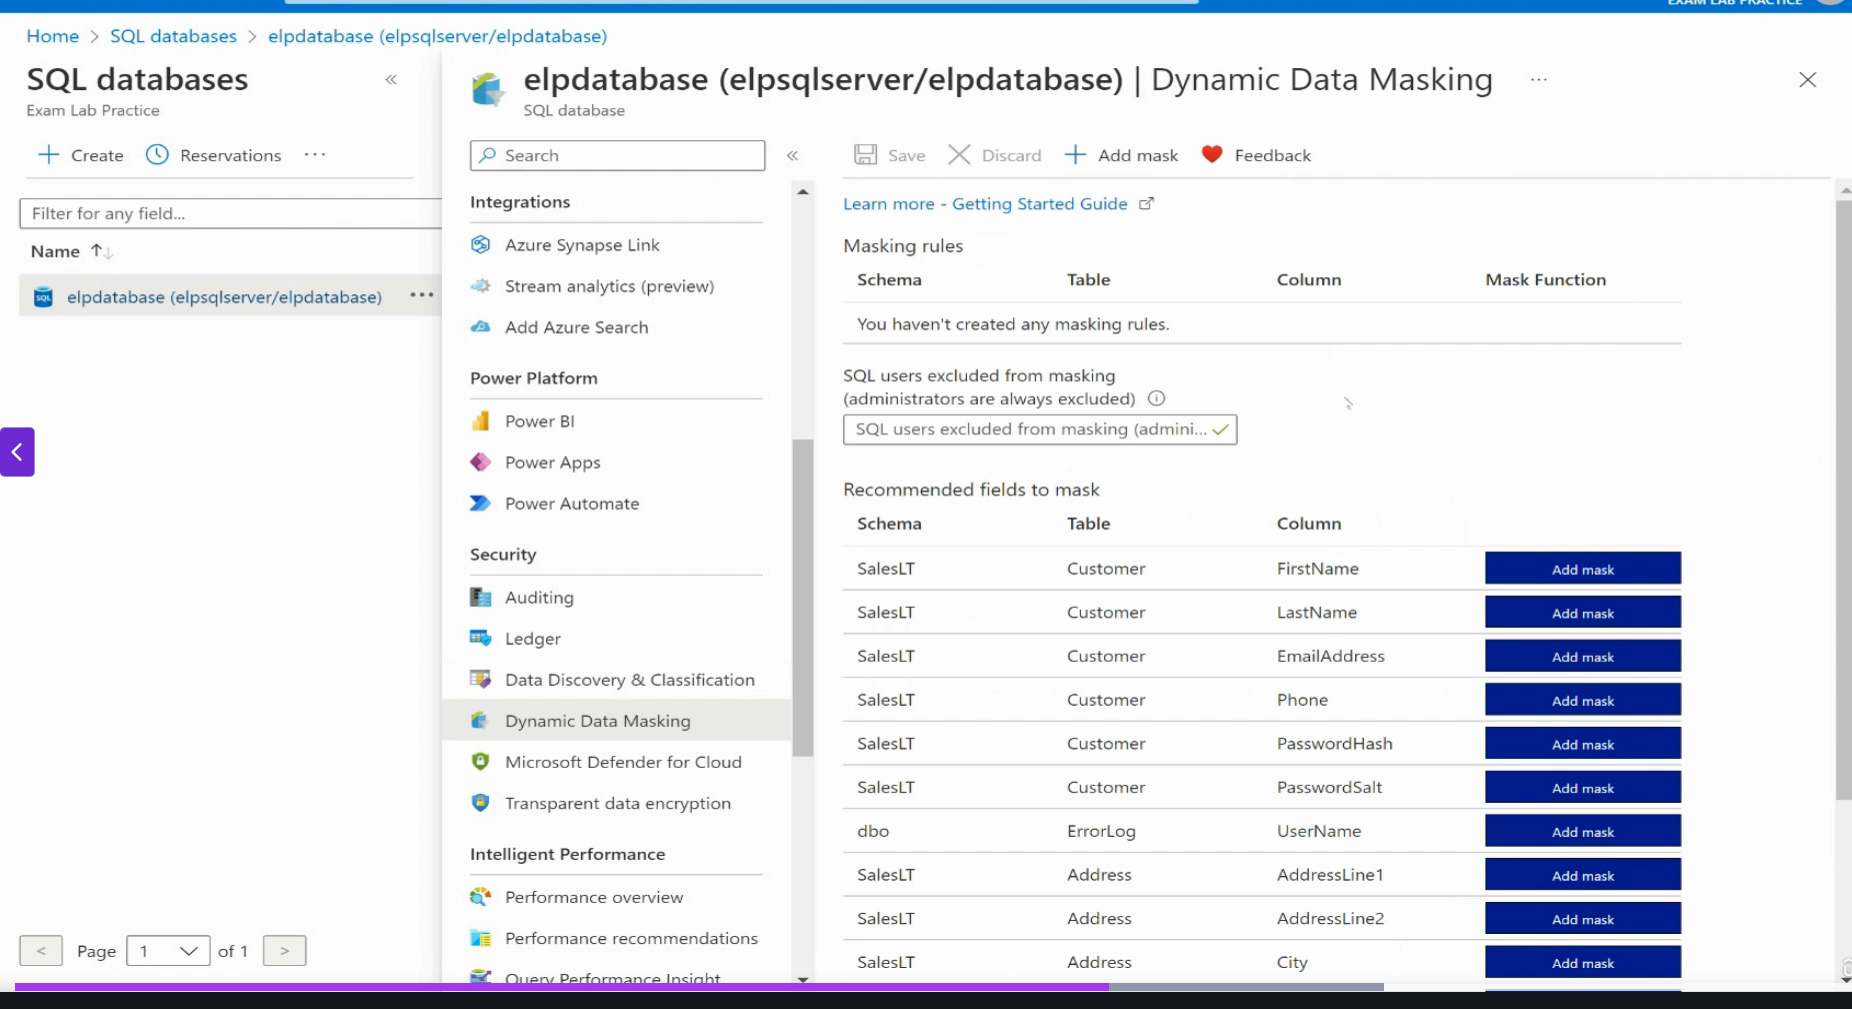 EXAM LAB PRACTICE
Home > SQL databases > elpdatabase (elpsqlserver/elpdatabase)
SQL databases
Exam Lab Practice
Create Reservations ...
Filter for any field...
Name
elpdatabase (elpsqlserver/elpdatabase) ...
< Page 1 of 1 >
elpdatabase (elpsqlserver/elpdatabase) | Dynamic Data Masking ...
SQL database
Search
Integrations
Azure Synapse Link
Stream analytics (preview)
Add Azure Search
Power Platform
Power BI
Power Apps
Power Automate
Security
Auditing
Ledger
Data Discovery & Classification
Dynamic Data Masking
Microsoft Defender for Cloud
Transparent data encryption
Intelligent Performance
Performance overview
Performance recommendations
Query Performance Insight
Save Discard Add mask Feedback
Learn more - Getting Started Guide
Masking rules
Schema Table Column Mask Function
You haven't created any masking rules.
SQL users excluded from masking
(administrators are always excluded)
SQL users excluded from masking (admini...
Recommended fields to mask
Schema Table Column
SalesLT Customer FirstName Add mask
SalesLT Customer LastName Add mask
SalesLT Customer EmailAddress Add mask
SalesLT Customer Phone Add mask
SalesLT Customer PasswordHash Add mask
SalesLT Customer PasswordSalt Add mask
dbo ErrorLog UserName Add mask
SalesLT Address AddressLine1 Add mask
SalesLT Address AddressLine2 Add mask
SalesLT Address City Add mask